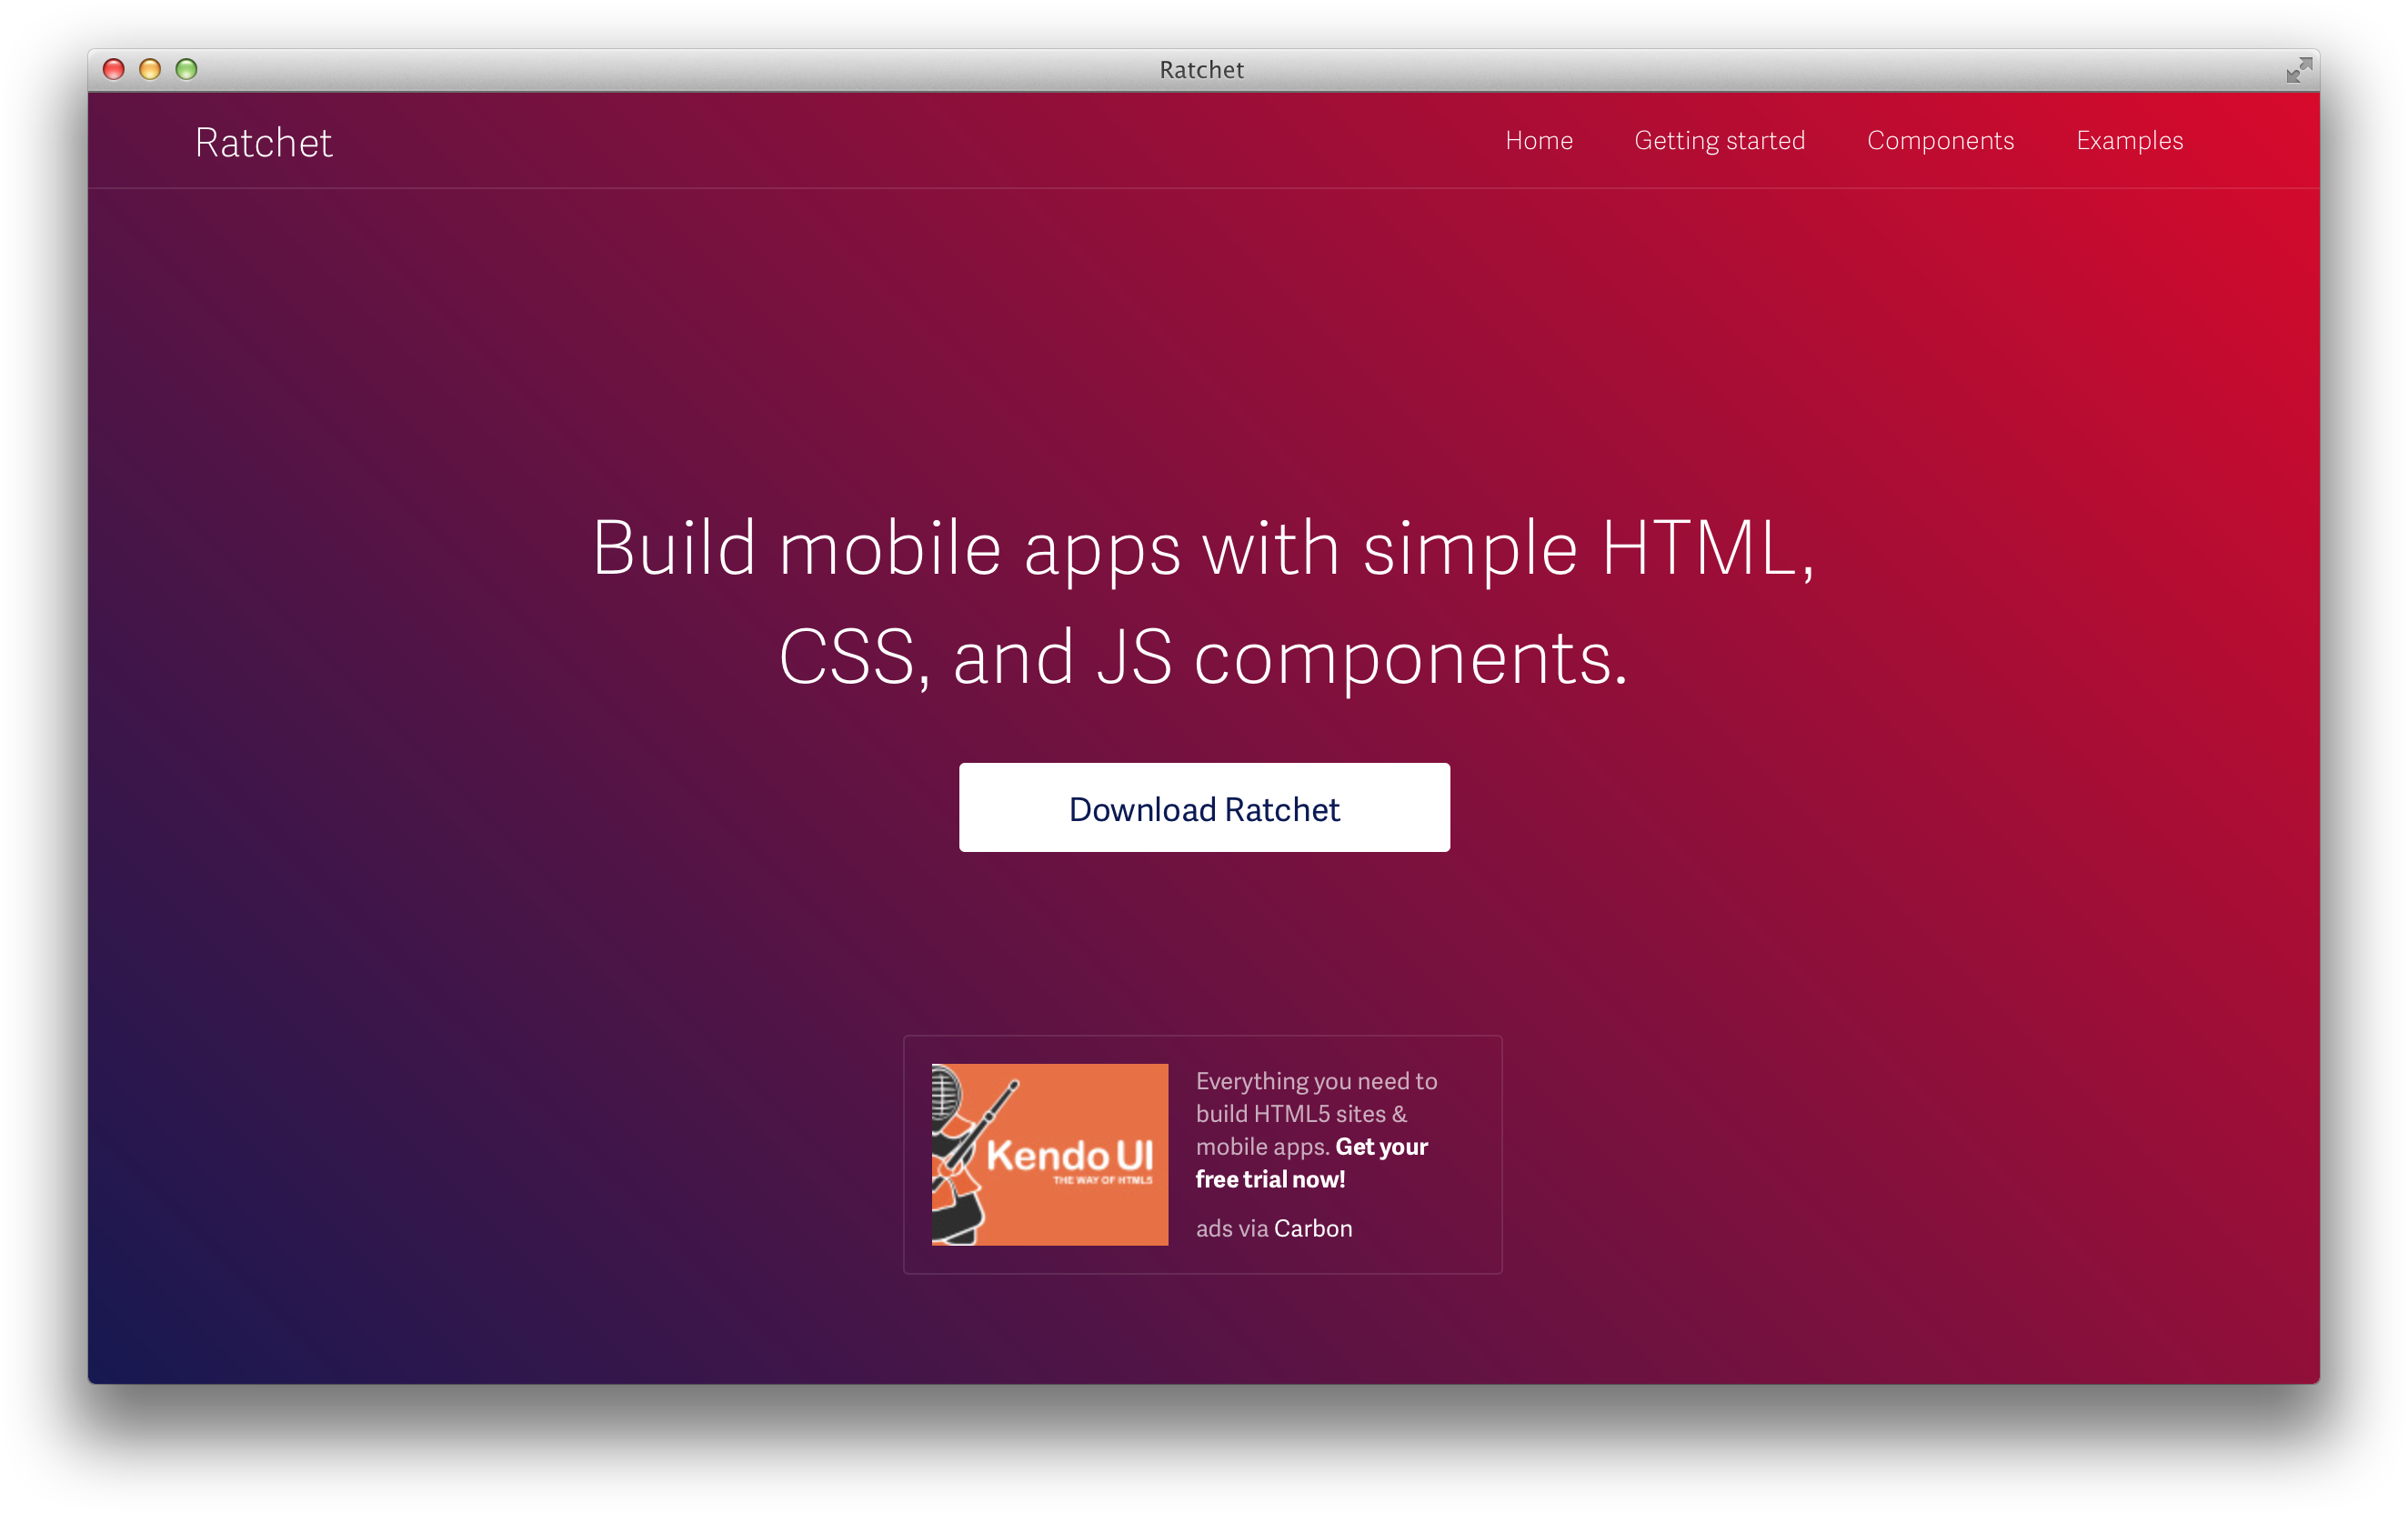 Ratchet
Ratchet
Home
Getting started
Components
Examples
Build mobile apps with simple HTML,
CSS, and JS components.
Download Ratchet
Kendo UI
THE WAY OF HTML5
Everything you need to
build HTML5 sites &
mobile apps. Get your
free trial now!
ads via Carbon